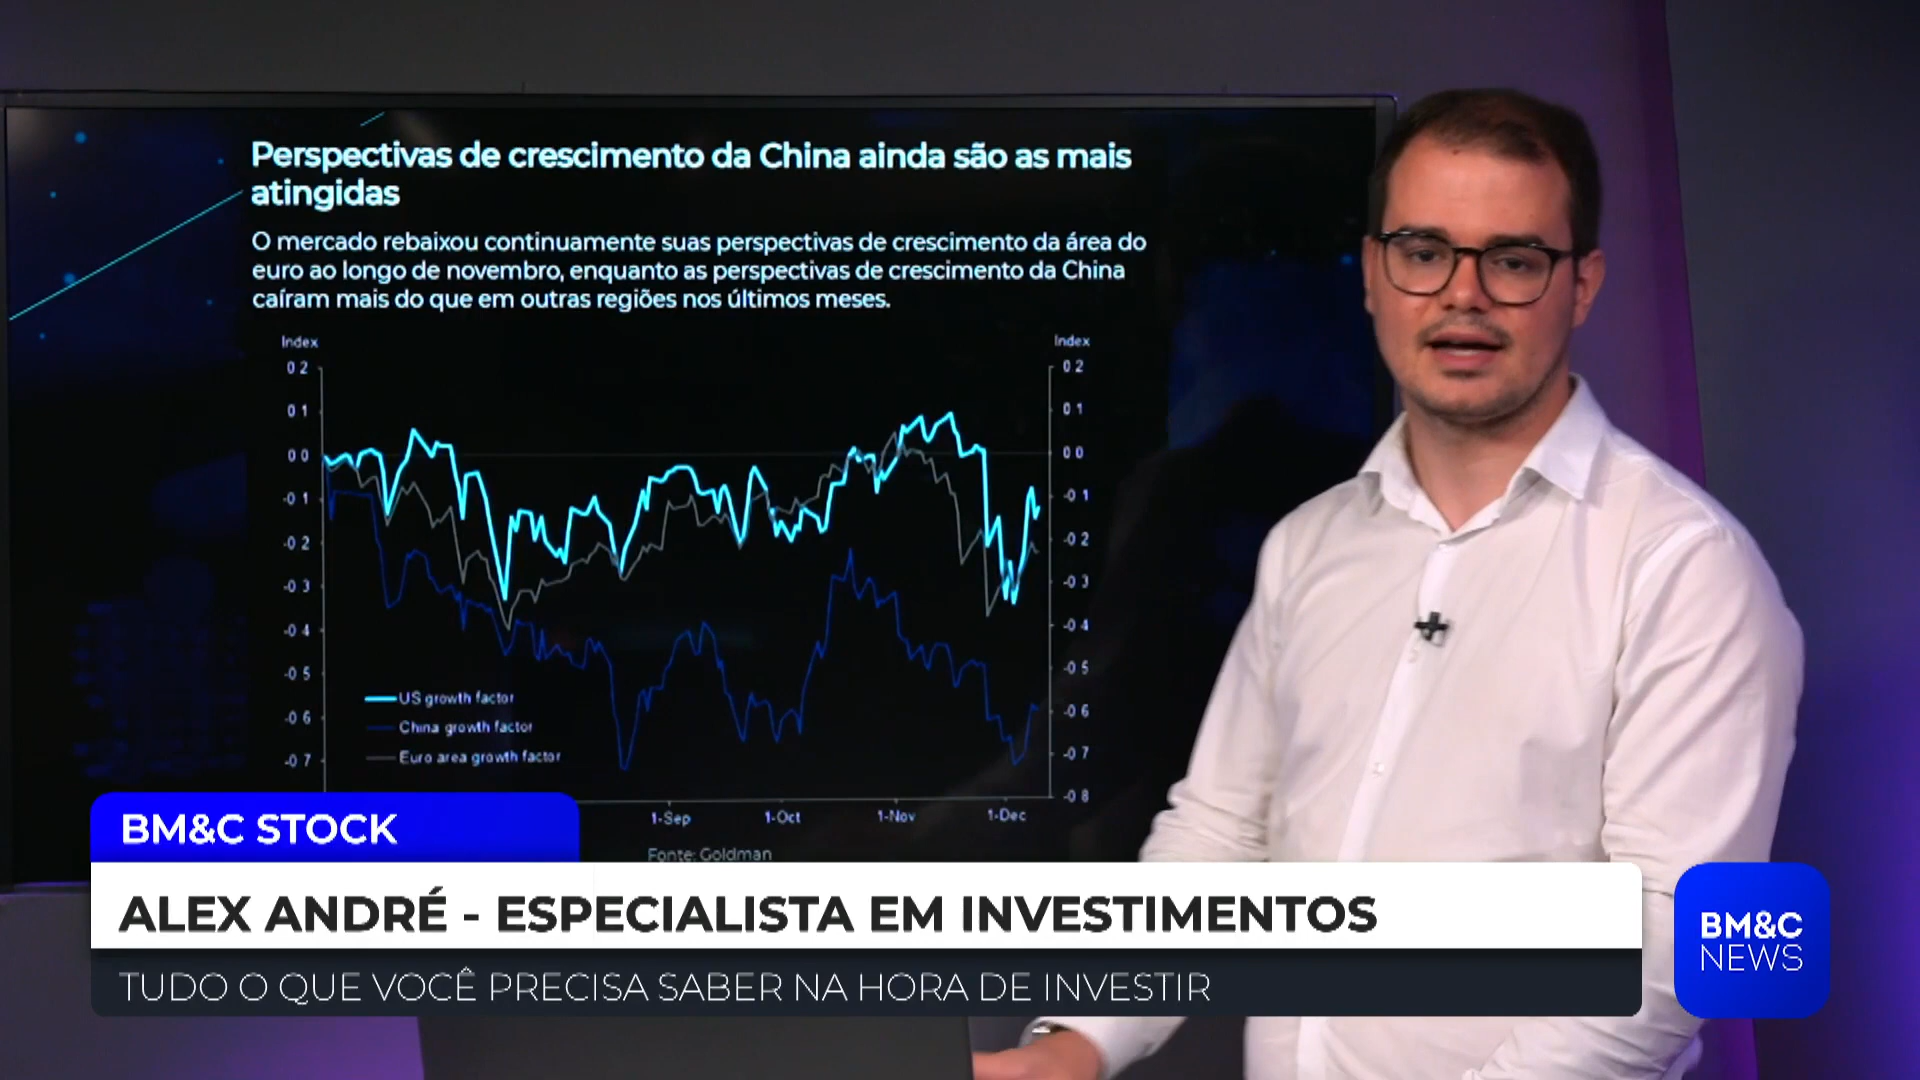 Perspectivas de crescimento da China ainda são as mais
atingidas
O mercado rebaixou continuamente suas perspectivas de crescimento da área do
euro ao longo de novembro, enquanto as perspectivas de crescimento da China
caíram mais do que em outras regiões nos últimos meses.
Index
Index
0 2
0 1
0 0
-0 1
-0 2
-0 3
-0 4
-0 5
-0 6
-0 7
0 2
0 1
0 0
-0 1
-0 2
-0 3
-0 4
-0 5
-0 6
-0 7
-0 8
US growth factor
China growth factor
Euro area growth factor
1-Sep 1-Oct 1-Nov 1-Dec
Fonte: Goldman
BM&C STOCK
ALEX ANDRÉ - ESPECIALISTA EM INVESTIMENTOS
TUDO O QUE VOCÊ PRECISA SABER NA HORA DE INVESTIR
BM&C
NEWS